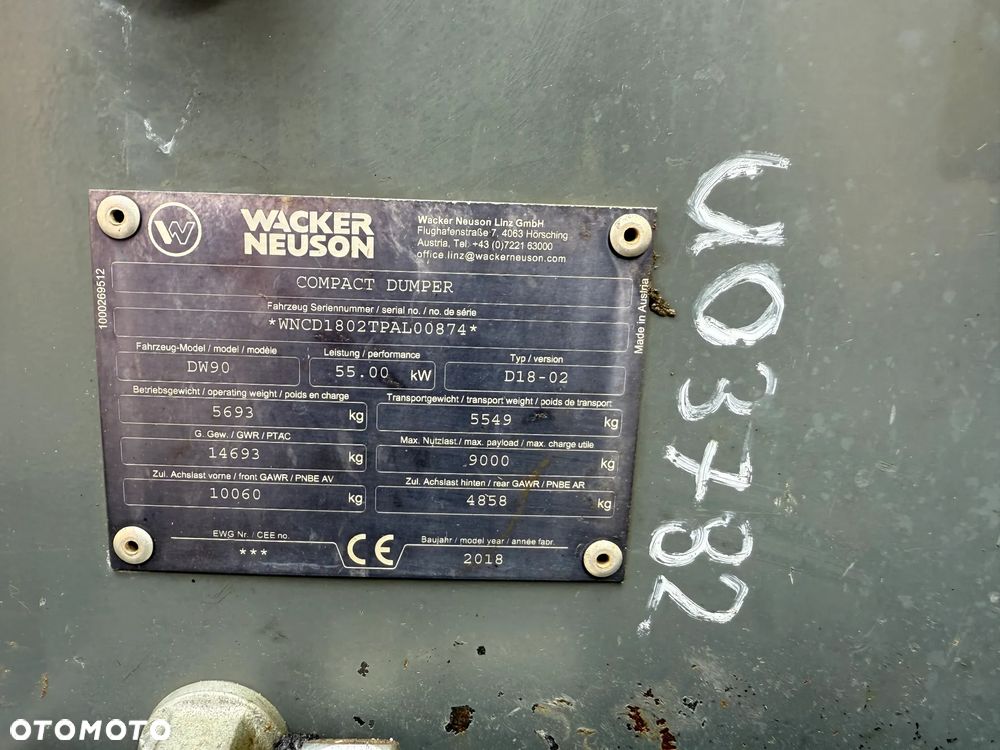 WACKER
NEUSON
Wacker Neuson Linz GmbH
Flughafenstraße 7, 4063 Hörsching
Austria, Tel: +43 (0)7221 63000
office.linz@wackerneuson.com
COMPACT DUMPER
Fahrzeug Seriennummer / serial no. / no. de série
*WNCD1802TPAL00874*
Fahrzeug-Model / model / modèle
DW90
Leistung / performance
55.00 kW
Typ / version
D18-02
Betriebsgewicht / operating weight / poids en charge
5693 kg
Transportgewicht / transport weight / poids de transport
5549 kg
G. Gew. / GWR / PTAC
14693 kg
Max. Nutzlast / max. payload / max. charge utile
9000 kg
Zul. Achslast vorne / front GAWR / PNBE AV
10060 kg
Zul. Achslast hinten / rear GAWR / PNBE AR
4858 kg
EWG Nr. / CEE no.
***
CE
Baujahr / model year / année fabr.
2018
1000269512
Made in Austria
U03782
OTOMOTO